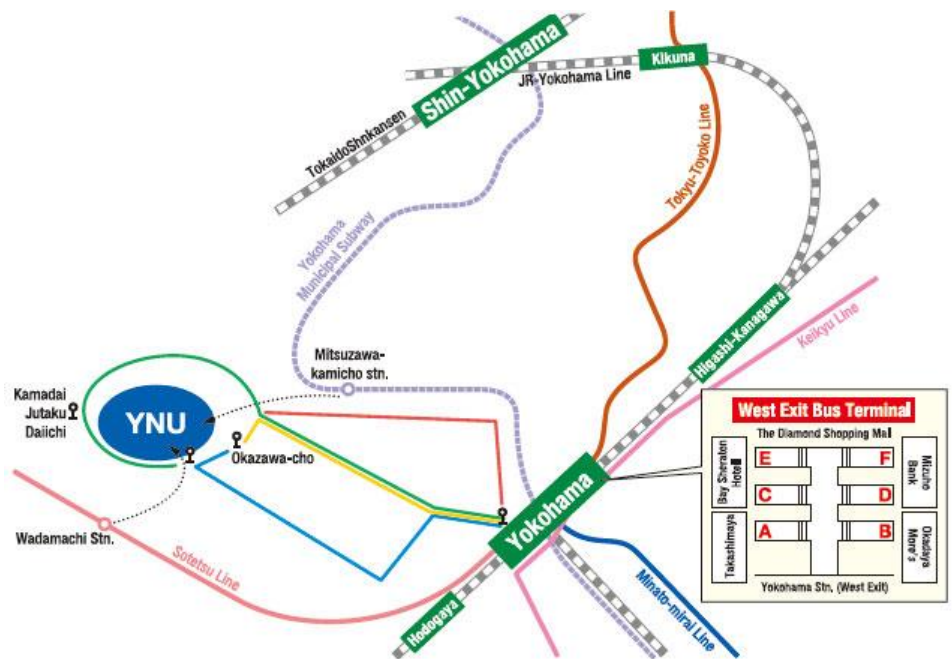 Shin-Yokohama
JR Yokohama Line
Kikuna
TokaidoShnkansen
Yokohama
Municipal Subway
Tokyu-Toyoko Line
Higashi-Kanagawa
Keikyu Line
Mitsuzawa-
kamicho stn.
Kamadai
Jutaku
Daiichi
YNU
Okazawa-cho
Wadamachi Stn.
Sotetsu Line
Yokohama
Hodogaya
Minato-mirai Line
West Exit Bus Terminal
The Diamond Shopping Mall
Bay Sheraton
Hotel
E
F
Mizuho
Bank
C
D
Takashimaya
A
B
Okadaya
More's
Yokohama Stn. (West Exit)